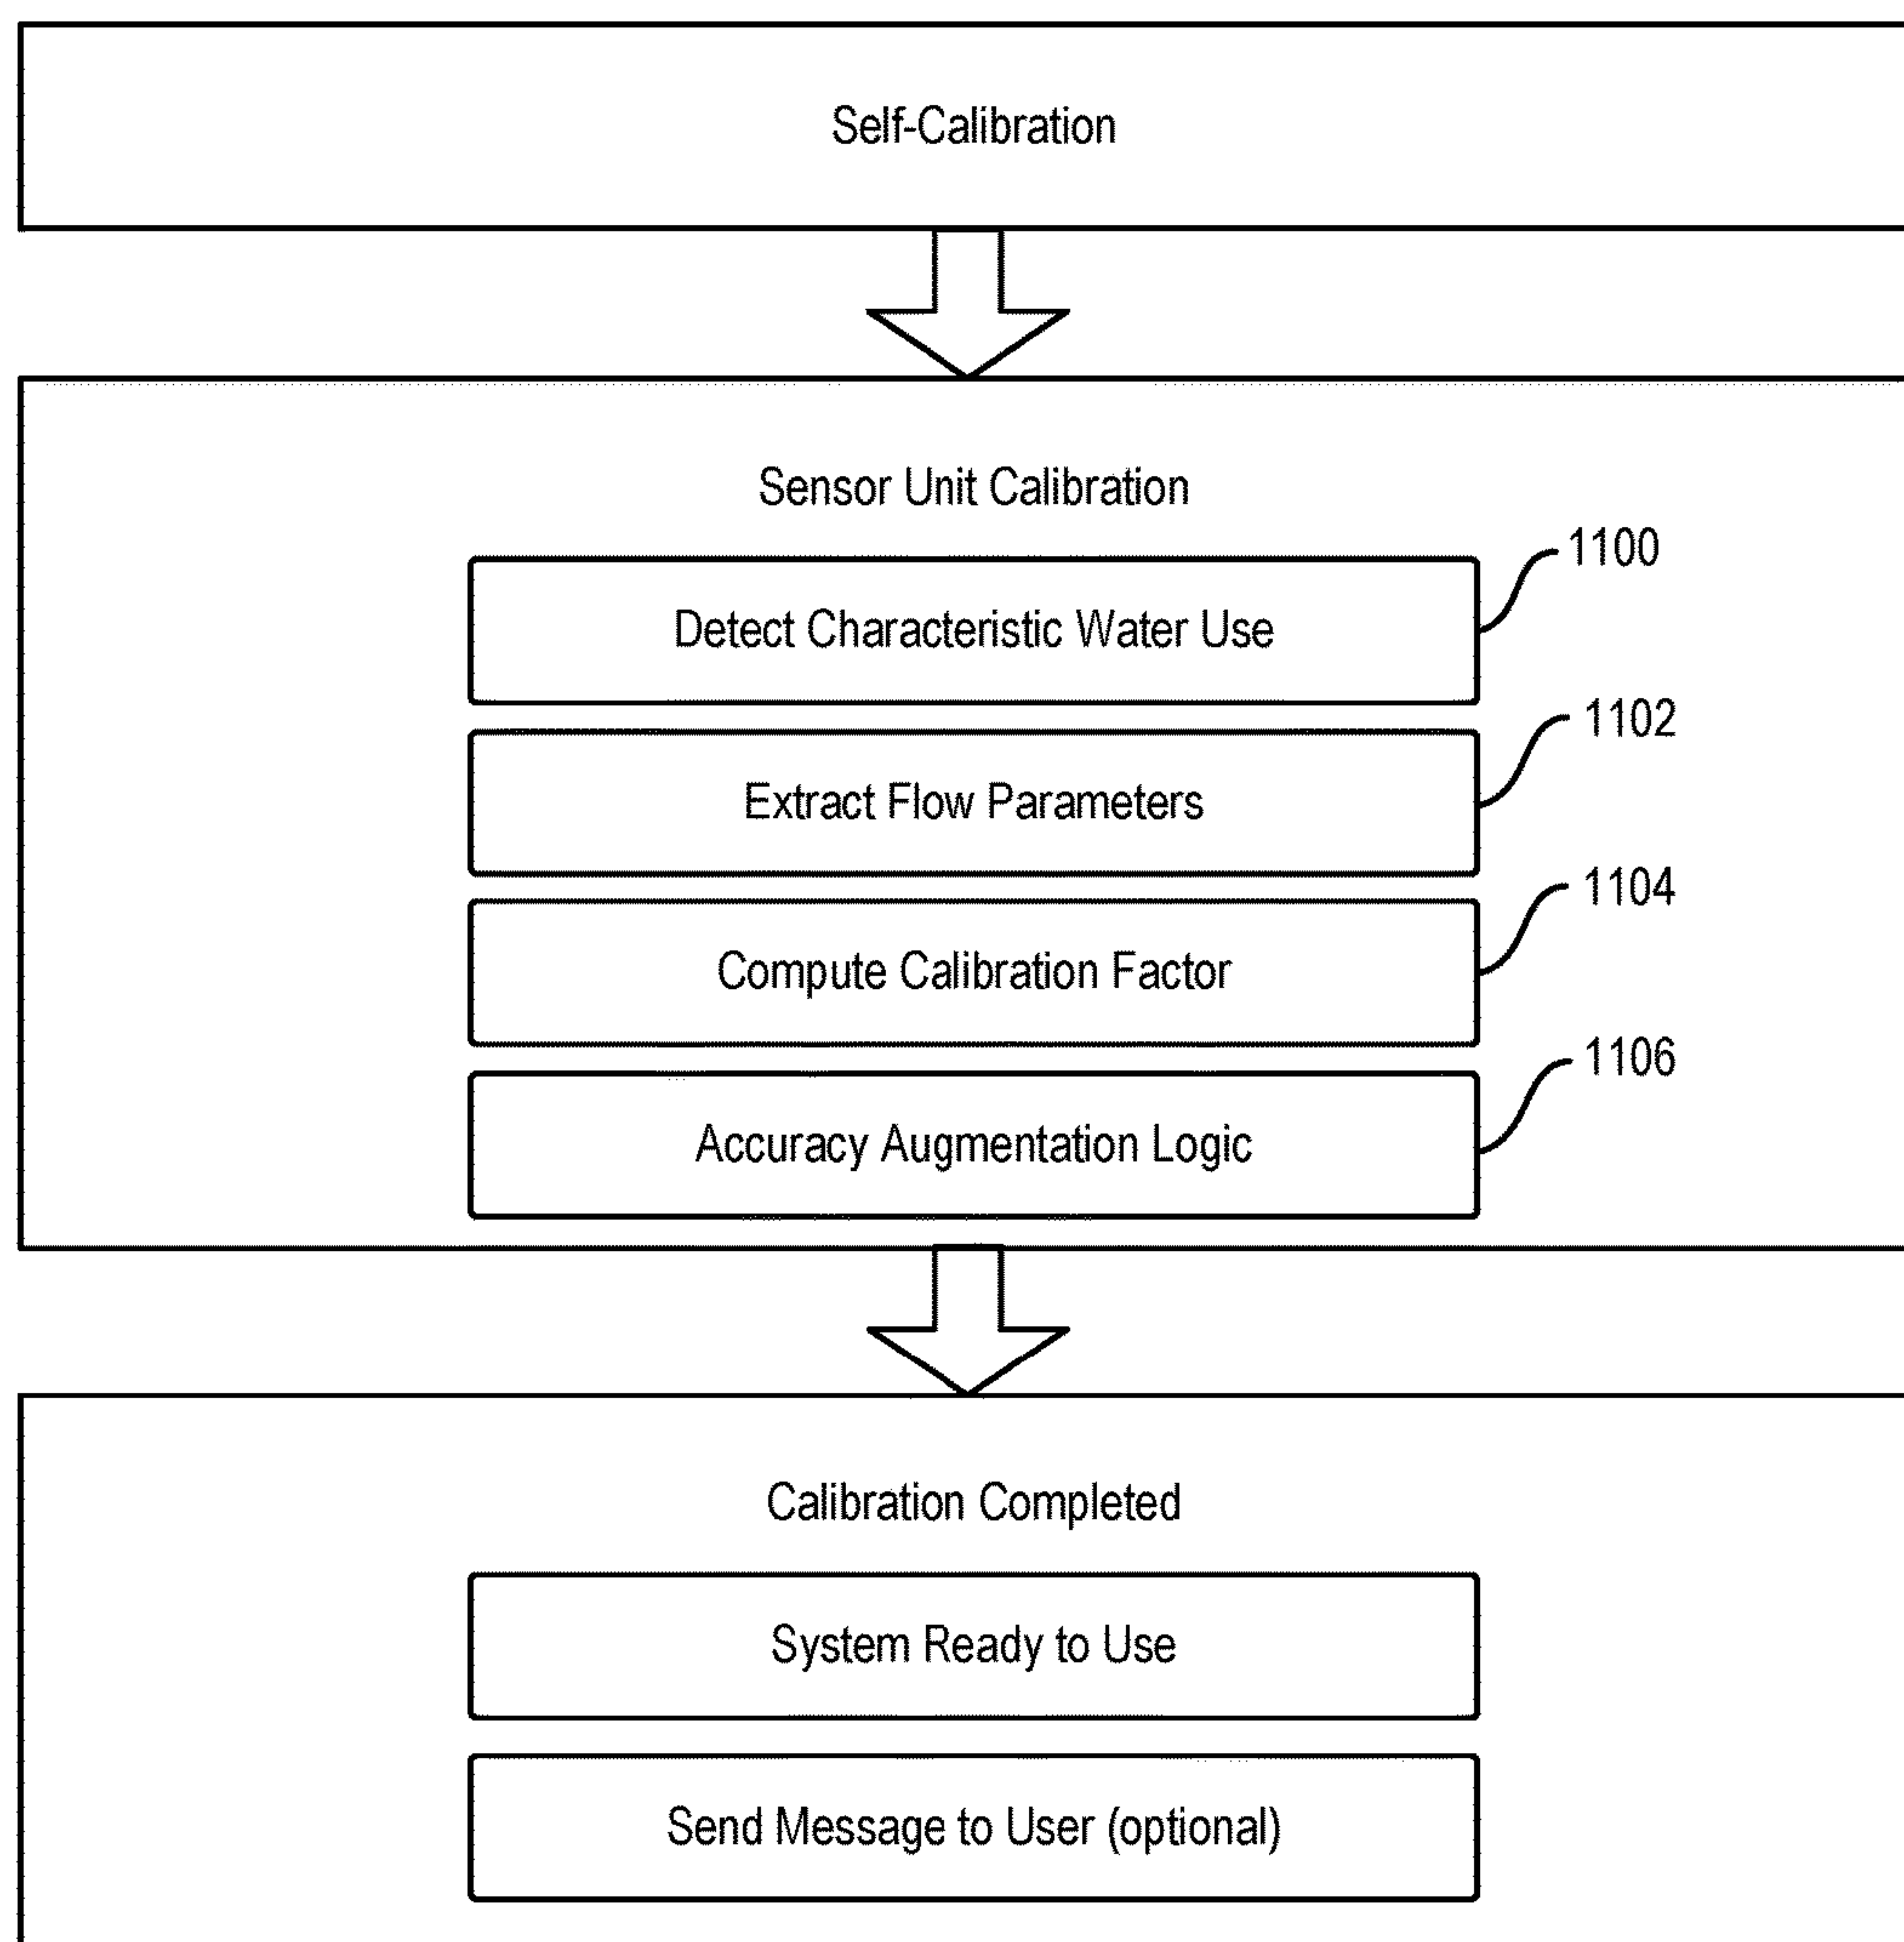 Self-Calibration
Sensor Unit Calibration
1100
Detect Characteristic Water Use
1102
Extract Flow Parameters
1104
Compute Calibration Factor
1106
Accuracy Augmentation Logic
Calibration Completed
System Ready to Use
Send Message to User (optional)